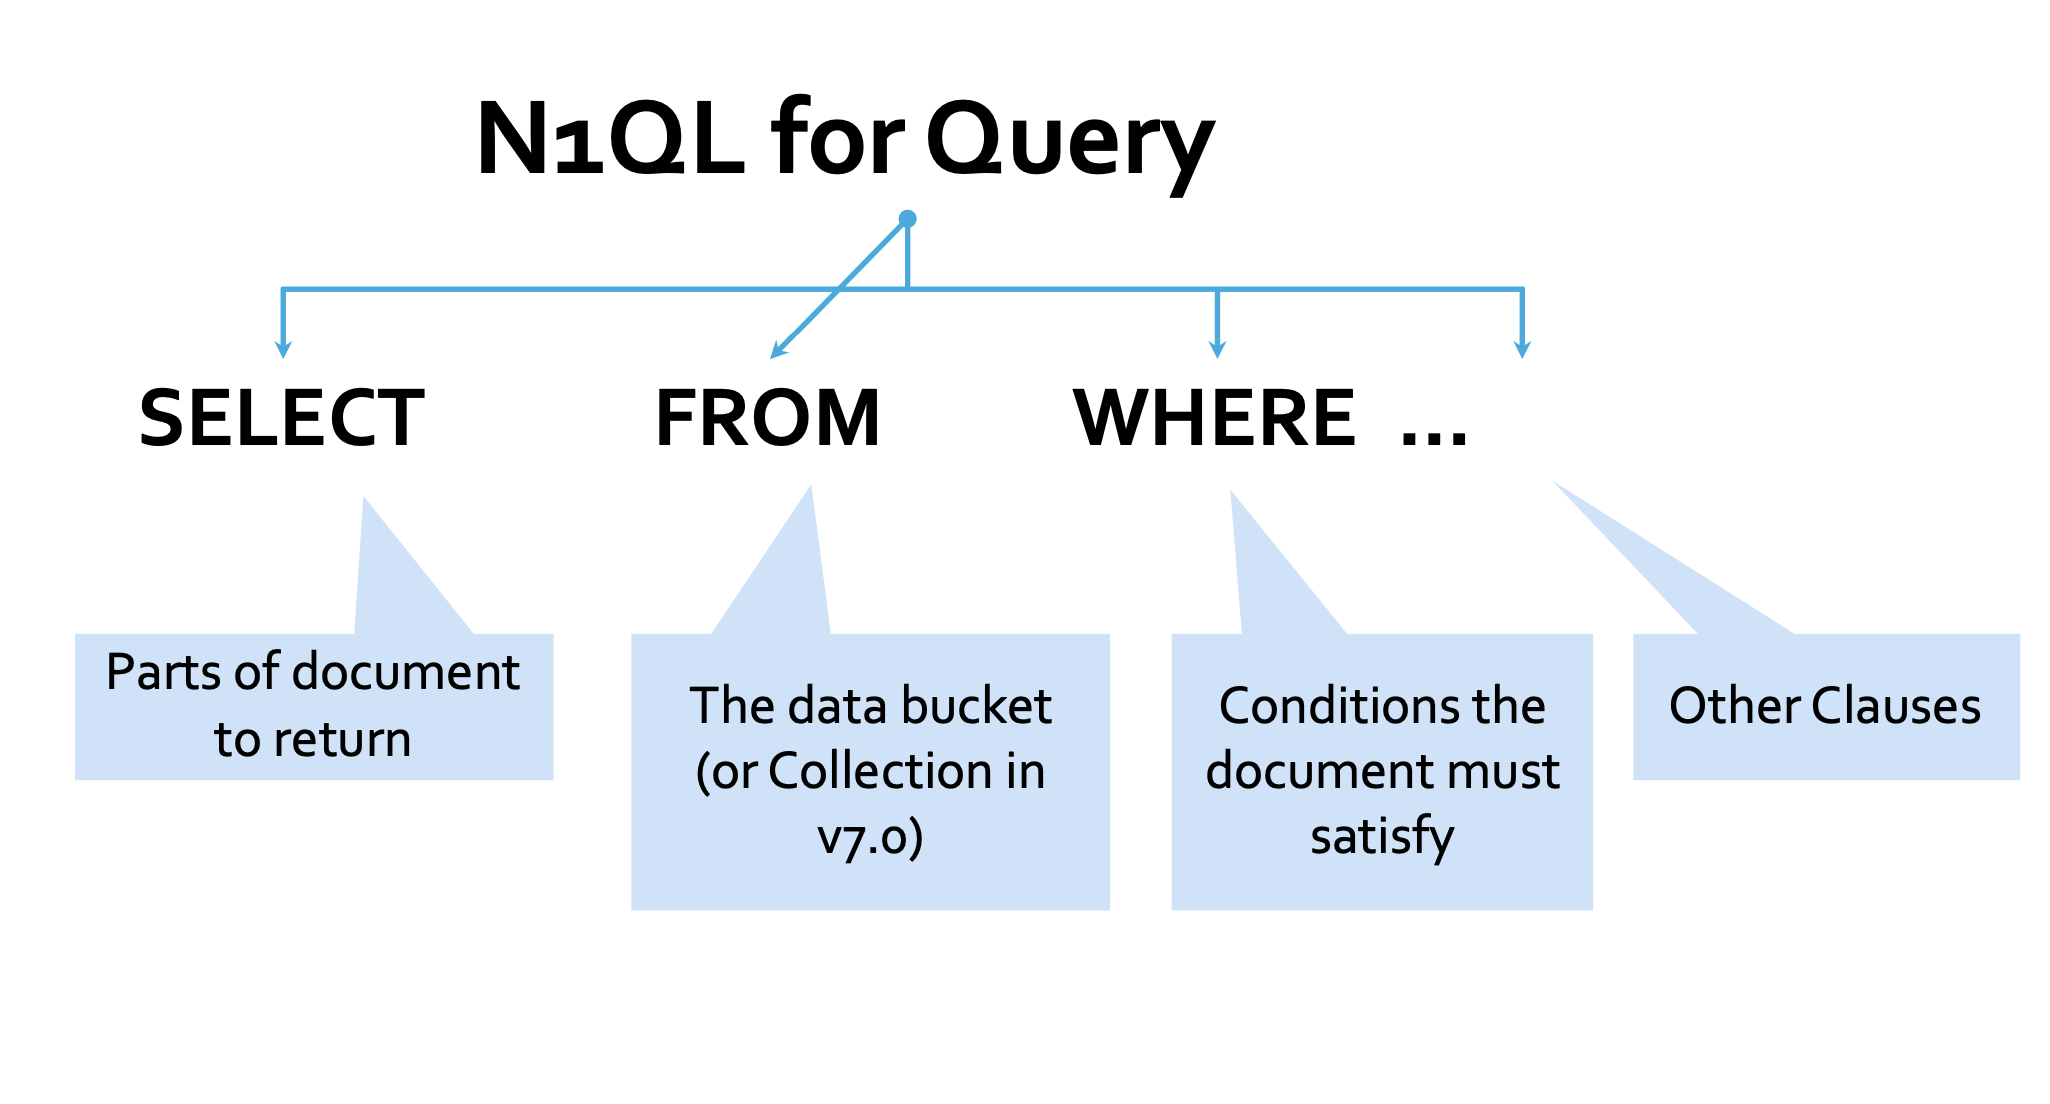 N1QL for Query
SELECT FROM WHERE ...
Parts of document
to return
The data bucket
(or Collection in
v7.0)
Conditions the
document must
satisfy
Other Clauses